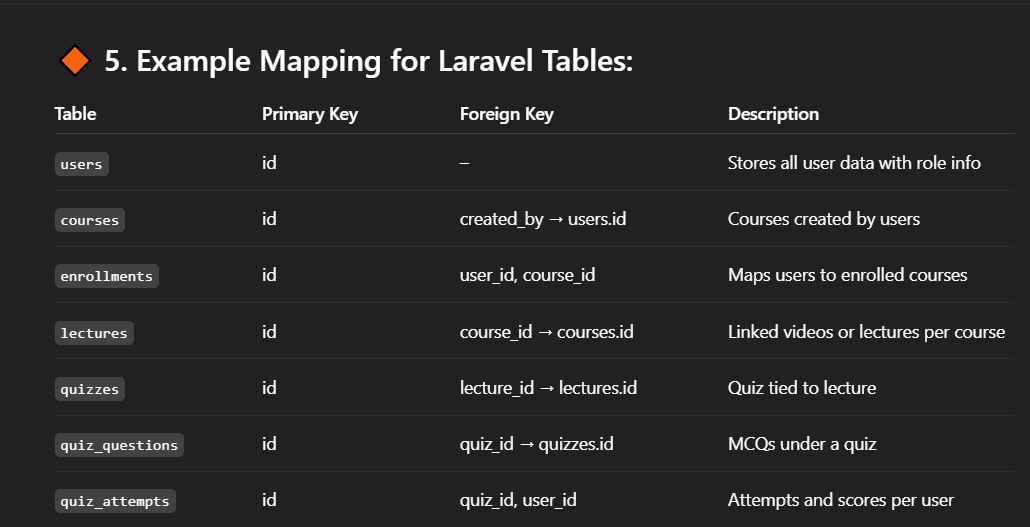 5. Example Mapping for Laravel Tables:
Table Primary Key Foreign Key Description
users id – Stores all user data with role info
courses id created_by → users.id Courses created by users
enrollments id user_id, course_id Maps users to enrolled courses
lectures id course_id → courses.id Linked videos or lectures per course
quizzes id lecture_id → lectures.id Quiz tied to lecture
quiz_questions id quiz_id → quizzes.id MCQs under a quiz
quiz_attempts id quiz_id, user_id Attempts and scores per user